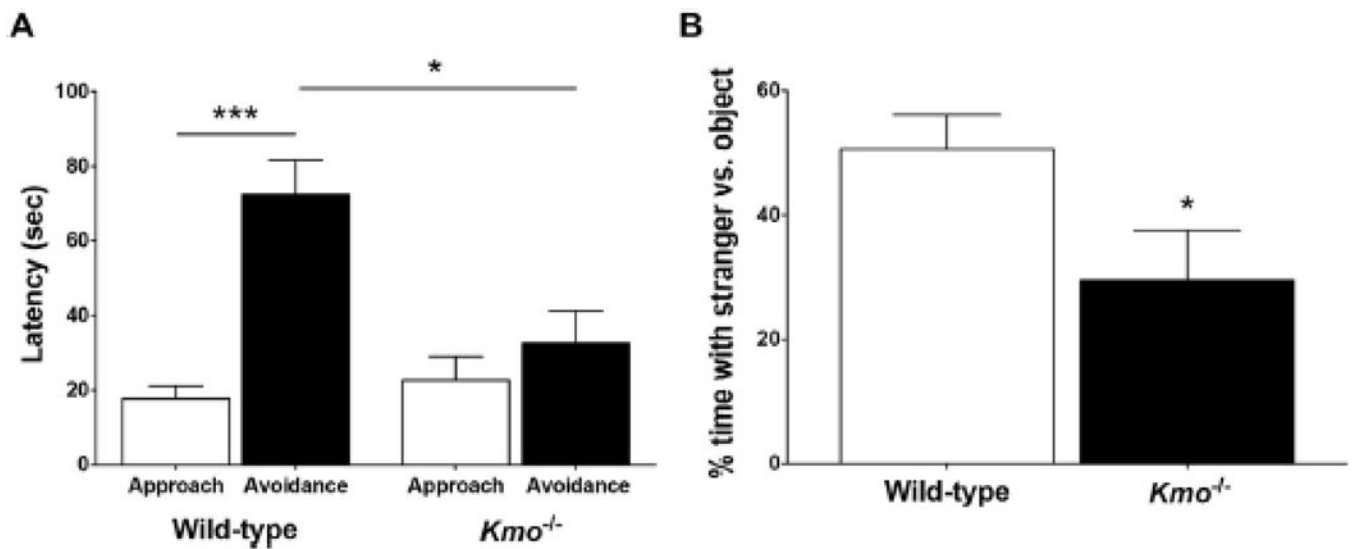 A
Latency (sec)
100
80
60
40
20
0
***
*
Approach Avoidance Approach Avoidance
Wild-type Kmo-/-
B
% time with stranger vs. object
60
40
20
0
*
Wild-type Kmo-/-